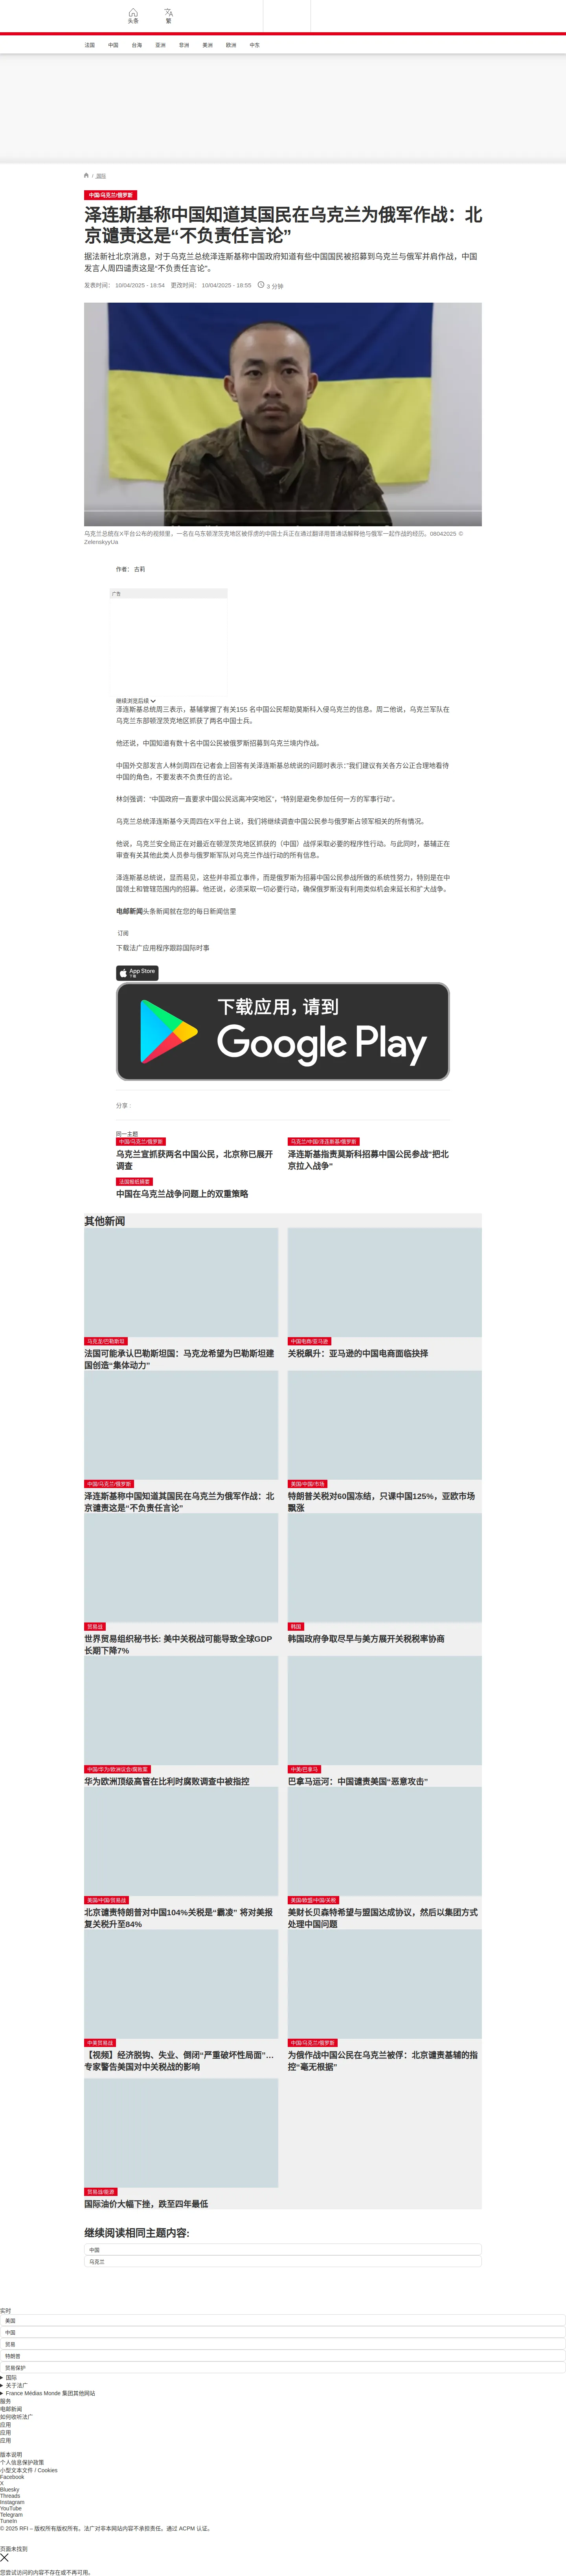 头条
繁
法国 中国 台海 亚洲 非洲 美洲 欧洲 中东
/ 国际
中国/乌克兰/俄罗斯
泽连斯基称中国知道其国民在乌克兰为俄军作战：北
京谴责这是“不负责任言论”
据法新社北京消息，对于乌克兰总统泽连斯基称中国政府知道有些中国国民被招募到乌克兰与俄军并肩作战，中国
发言人周四谴责这是“不负责任言论”。
发表时间： 10/04/2025 - 18:54 更改时间： 10/04/2025 - 18:55 3 分钟
乌克兰总统在X平台公布的视频里，一名在乌东顿涅茨克地区被俘虏的中国士兵正在通过翻译用普通话解释他与俄军一起作战的经历。08042025 ©
ZelenskyyUa
作者： 古莉
广告
继续浏览后续
泽连斯基总统周三表示，基辅掌握了有关155 名中国公民帮助莫斯科入侵乌克兰的信息。周二他说，乌克兰军队在
乌克兰东部顿涅茨克地区抓获了两名中国士兵。
他还说，中国知道有数十名中国公民被俄罗斯招募到乌克兰境内作战。
中国外交部发言人林剑周四在记者会上回答有关泽连斯基总统说的问题时表示：“我们建议有关各方公正合理地看待
中国的角色，不要发表不负责任的言论。
林剑强调：“中国政府一直要求中国公民远离冲突地区”，“特别是避免参加任何一方的军事行动”。
乌克兰总统泽连斯基今天周四在X平台上说，我们将继续调查中国公民参与俄罗斯占领军相关的所有情况。
他说，乌克兰安全局正在对最近在顿涅茨克地区抓获的（中国）战俘采取必要的程序性行动。与此同时，基辅正在
审查有关其他此类人员参与俄罗斯军队对乌克兰作战行动的所有信息。
泽连斯基总统说，显而易见，这些并非孤立事件，而是俄罗斯为招募中国公民参战所做的系统性努力，特别是在中
国领土和管辖范围内的招募。他还说，必须采取一切必要行动，确保俄罗斯没有利用类似机会来延长和扩大战争。
电邮新闻头条新闻就在您的每日新闻信里
订阅
下载法广应用程序跟踪国际时事
App Store
下载
下载应用，请到
Google Play
分享 :
同一主题
中国/乌克兰/俄罗斯
乌克兰宣抓获两名中国公民，北京称已展开
调查
乌克兰/中国/泽连斯基/俄罗斯
泽连斯基指责莫斯科招募中国公民参战“把北
京拉入战争”
法国报纸摘要
中国在乌克兰战争问题上的双重策略
其他新闻
马克龙/巴勒斯坦
法国可能承认巴勒斯坦国：马克龙希望为巴勒斯坦建
国创造“集体动力”
中国电商/亚马逊
关税飙升：亚马逊的中国电商面临抉择
中国/乌克兰/俄罗斯
泽连斯基称中国知道其国民在乌克兰为俄军作战：北
京谴责这是“不负责任言论”
美国/中国/市场
特朗普关税对60国冻结，只课中国125%，亚欧市场
飘涨
贸易战
世界贸易组织秘书长: 美中关税战可能导致全球GDP
长期下降7%
韩国
韩国政府争取尽早与美方展开关税税率协商
中国/华为/欧洲议会/腐败案
华为欧洲顶级高管在比利时腐败调查中被指控
中美/巴拿马
巴拿马运河：中国谴责美国“恶意攻击”
美国/中国/贸易战
北京谴责特朗普对中国104%关税是“霸凌” 将对美报
复关税升至84%
美国/欧盟/中国/关税
美财长贝森特希望与盟国达成协议，然后以集团方式
处理中国问题
中美贸易战
【视频】经济脱钩、失业、倒闭“严重破坏性局面”…
专家警告美国对中关税战的影响
中国/乌克兰/俄罗斯
为俄作战中国公民在乌克兰被俘：北京谴责基辅的指
控“毫无根据”
贸易战/能源
国际油价大幅下挫，跌至四年最低
继续阅读相同主题内容:
中国
乌克兰
实时
美国
中国
贸易
特朗普
贸易保护
国际
关于法广
France Médias Monde 集团其他网站
服务
电邮新闻
如何收听法广
应用
应用
应用
版本说明
个人信息保护政策
小型文本文件 / Cookies
Facebook
X
Bluesky
Threads
Instagram
YouTube
Telegram
TuneIn
© 2025 RFI – 版权所有版权所有。法广对非本网站内容不承担责任。通过 ACPM 认证。
页面未找到
您尝试访问的内容不存在或不再可用。